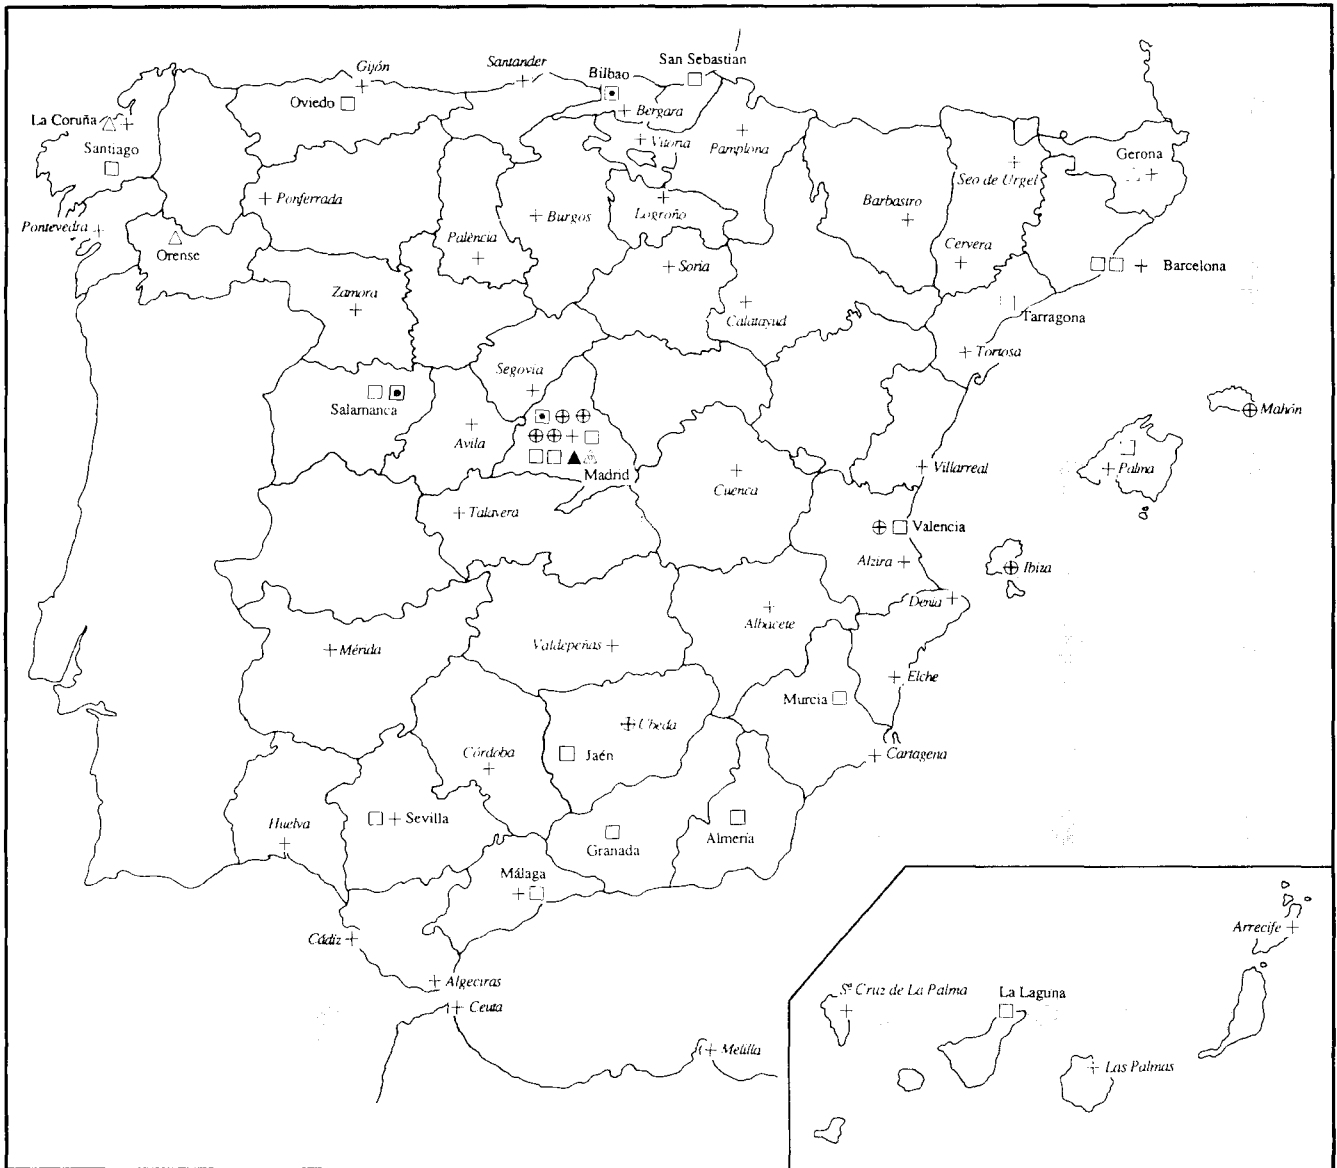 Gijón
Santander
San Sebastian
Bilbao
Oviedo
Bergara
La Coruña
Santiago
Vitoria
Pamplona
Gerona
Seo de Urgel
Ponferrada
Barbastro
Burgos
Logroño
Pontevedra
Palencia
Orense
Cervera
Soria
Barcelona
Zamora
Calatayud
Tarragona
Tortosa
Segovia
Salamanca
Mahón
Avila
Madrid
Villarreal
Palma
Cuenca
Talavera
Valencia
Alzira
Ibiza
Denia
Albacete
Valdepeñas
Mérida
Elche
Murcia
Ubeda
Córdoba
Jaén
Cartagena
Huelva
Sevilla
Almería
Granada
Málaga
Cádiz
Arrecife
Algeciras
Sª Cruz de La Palma
La Laguna
Ceuta
Melilla
Las Palmas